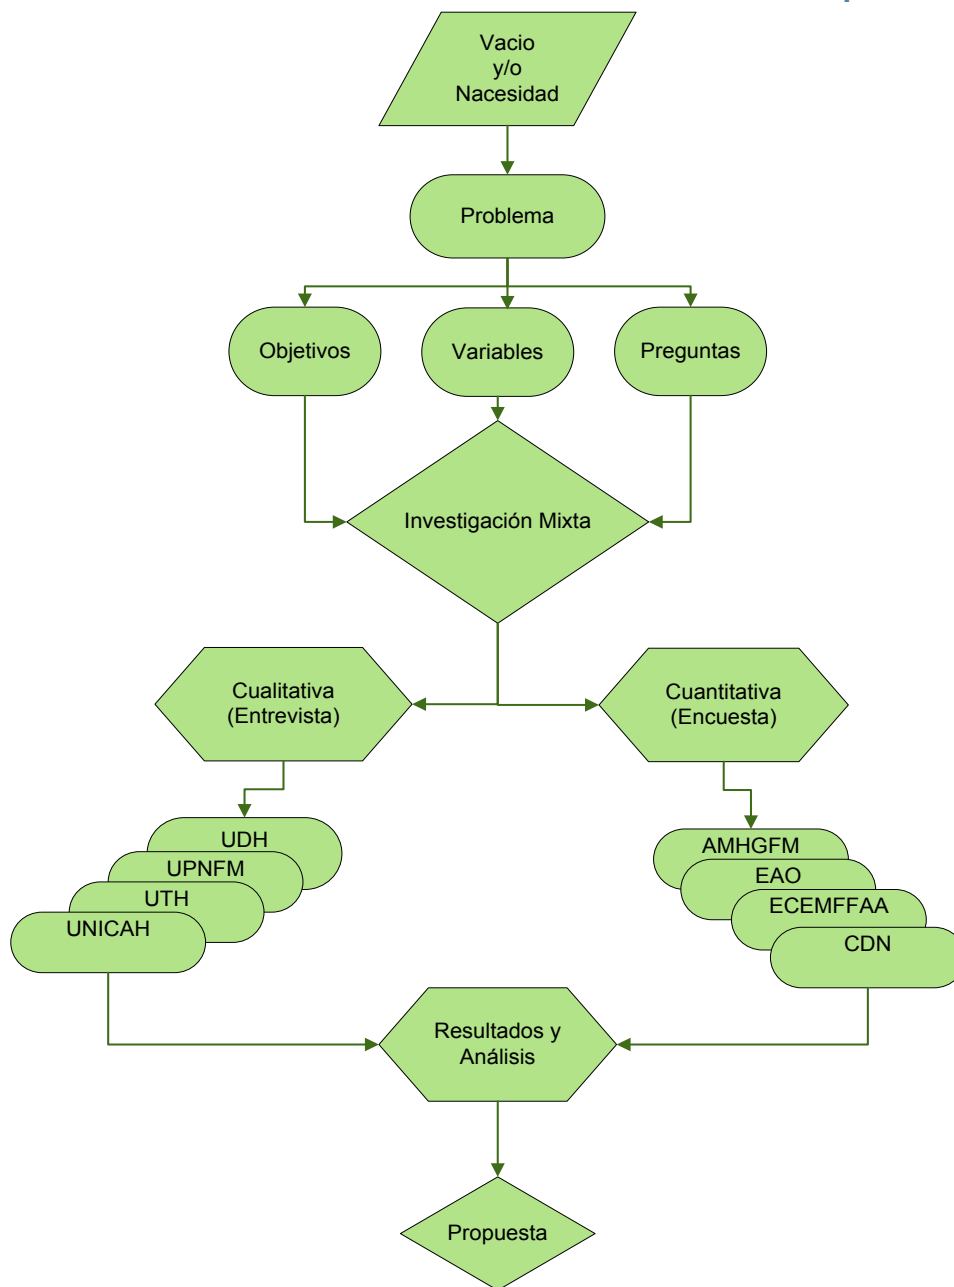 Vacio
y/o
Nacesidad
Problema
Objetivos
Variables
Preguntas
Investigación Mixta
Cualitativa
(Entrevista)
Cuantitativa
(Encuesta)
UDH
UPNFM
UTH
UNICAH
AMHGFM
EAO
ECEMFFAA
CDN
Resultados y
Análisis
Propuesta